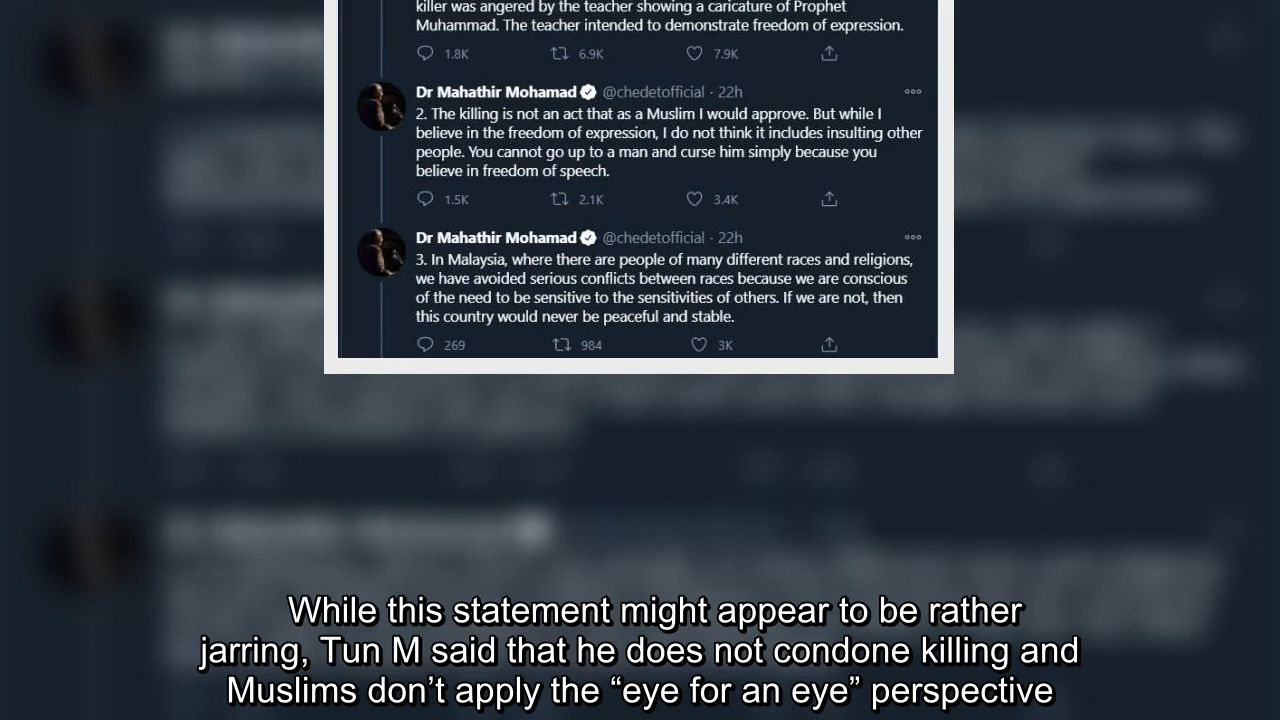 killer was angered by the teacher showing a caricature of Prophet
Muhammad. The teacher intended to demonstrate freedom of expression.
1.8K 6.9K 7.9K
Dr Mahathir Mohamad @chedetofficial · 22h
2. The killing is not an act that as a Muslim I would approve. But while I
believe in the freedom of expression, I do not think it includes insulting other
people. You cannot go up to a man and curse him simply because you
believe in freedom of speech.
1.5K 2.1K 3.4K
Dr Mahathir Mohamad @chedetofficial · 22h
3. In Malaysia, where there are people of many different races and religions,
we have avoided serious conflicts between races because we are conscious
of the need to be sensitive to the sensitivities of others. If we are not, then
this country would never be peaceful and stable.
269 984 3K
While this statement might appear to be rather
jarring, Tun M said that he does not condone killing and
Muslims don’t apply the “eye for an eye” perspective